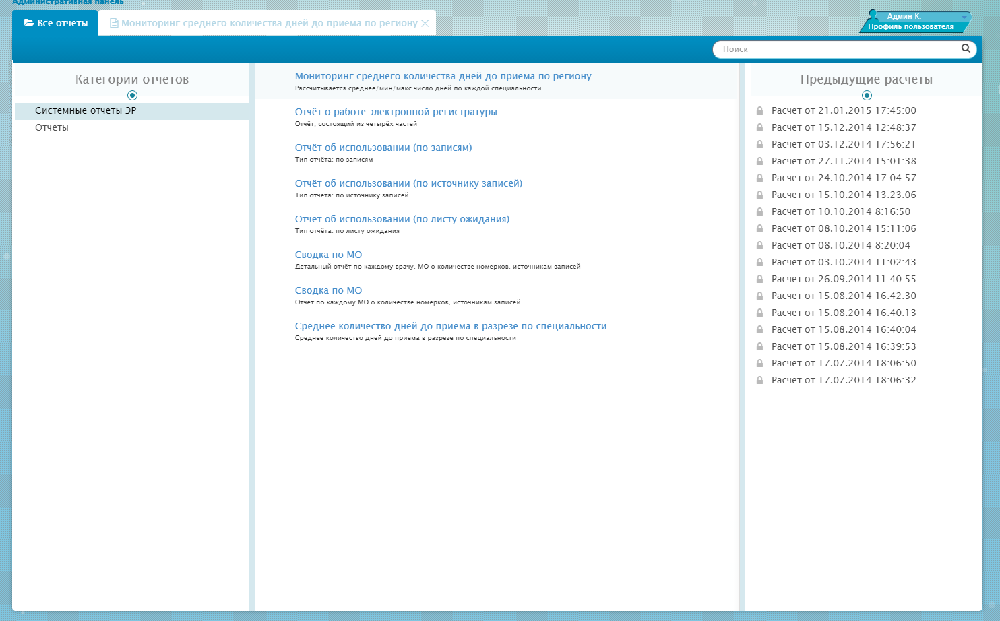 Административная панель
Все отчеты
Мониторинг среднего количества дней до приема по региону
Админ К.
Профиль пользователя
Поиск
Категории отчетов
Системные отчеты ЭР
Отчеты
Мониторинг среднего количества дней до приема по региону
Рассчитывается среднее/мин/макс число дней по каждой специальности
Отчёт о работе электронной регистратуры
Отчёт, состоящий из четырёх частей
Отчёт об использовании (по записям)
Тип отчёта: по записям
Отчёт об использовании (по источнику записей)
Тип отчёта: по источнику записей
Отчёт об использовании (по листу ожидания)
Тип отчёта: по листу ожидания
Сводка по МО
Детальный отчёт по каждому врачу, МО о количестве номерков, источникам записей
Сводка по МО
Отчёт по каждому МО о количестве номерков, источникам записей
Среднее количество дней до приема в разрезе по специальности
Среднее количество дней до приема в разрезе по специальности
Предыдущие расчеты
Расчет от 21.01.2015 17:45:00
Расчет от 15.12.2014 12:48:37
Расчет от 03.12.2014 17:56:21
Расчет от 27.11.2014 15:01:38
Расчет от 24.10.2014 17:04:57
Расчет от 15.10.2014 13:23:06
Расчет от 10.10.2014 8:16:50
Расчет от 08.10.2014 15:11:06
Расчет от 08.10.2014 8:20:04
Расчет от 03.10.2014 11:02:43
Расчет от 26.09.2014 11:40:55
Расчет от 15.08.2014 16:42:30
Расчет от 15.08.2014 16:40:13
Расчет от 15.08.2014 16:40:04
Расчет от 15.08.2014 16:39:53
Расчет от 17.07.2014 18:06:50
Расчет от 17.07.2014 18:06:32